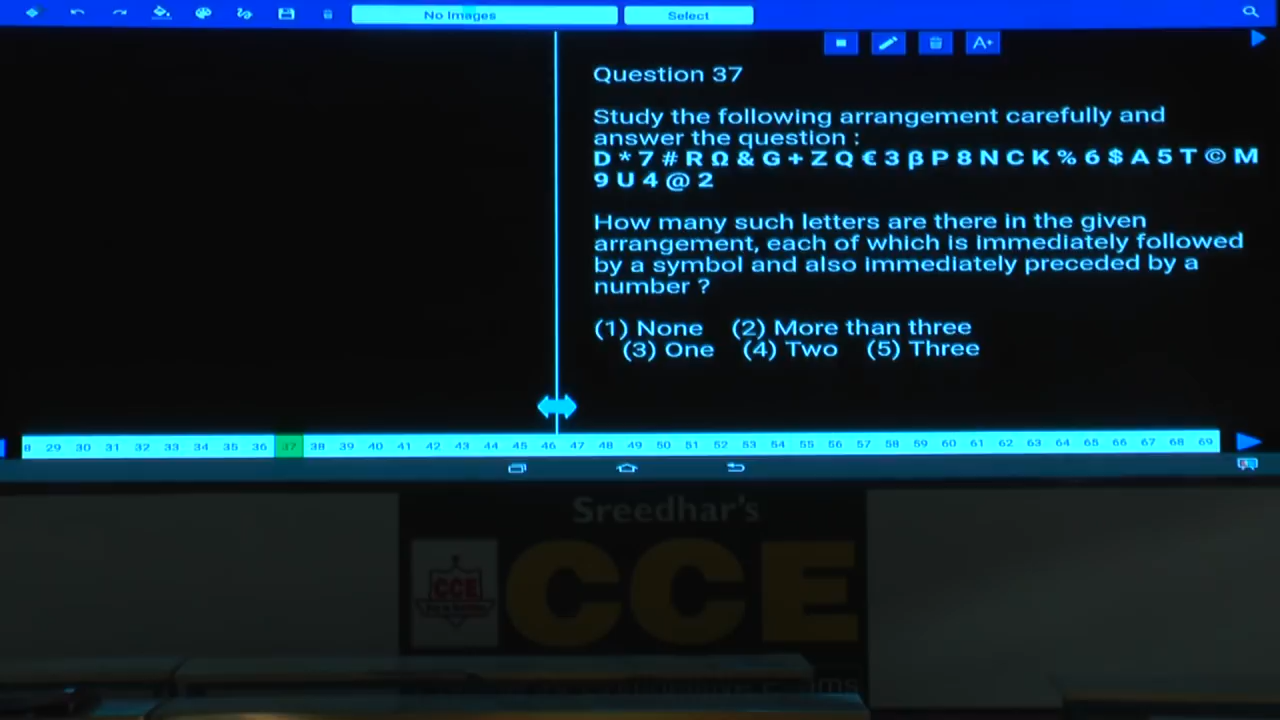 No Images
Select
A+
Question 37
Study the following arrangement carefully and
answer the question :
D * 7 # R Ω & G + Z Q € 3 β P 8 N C K % 6 $ A 5 T © M
9 U 4 @ 2
How many such letters are there in the given
arrangement, each of which is immediately followed
by a symbol and also immediately preceded by a
number ?
(1) None (2) More than three
(3) One (4) Two (5) Three
8 29 30 31 32 33 34 35 36 37 38 39 40 41 42 43 44 45 46 47 48 49 50 51 52 53 54 55 56 57 58 59 60 61 62 63 64 65 66 67 68 69
Sreedhar's
CCE
CCE